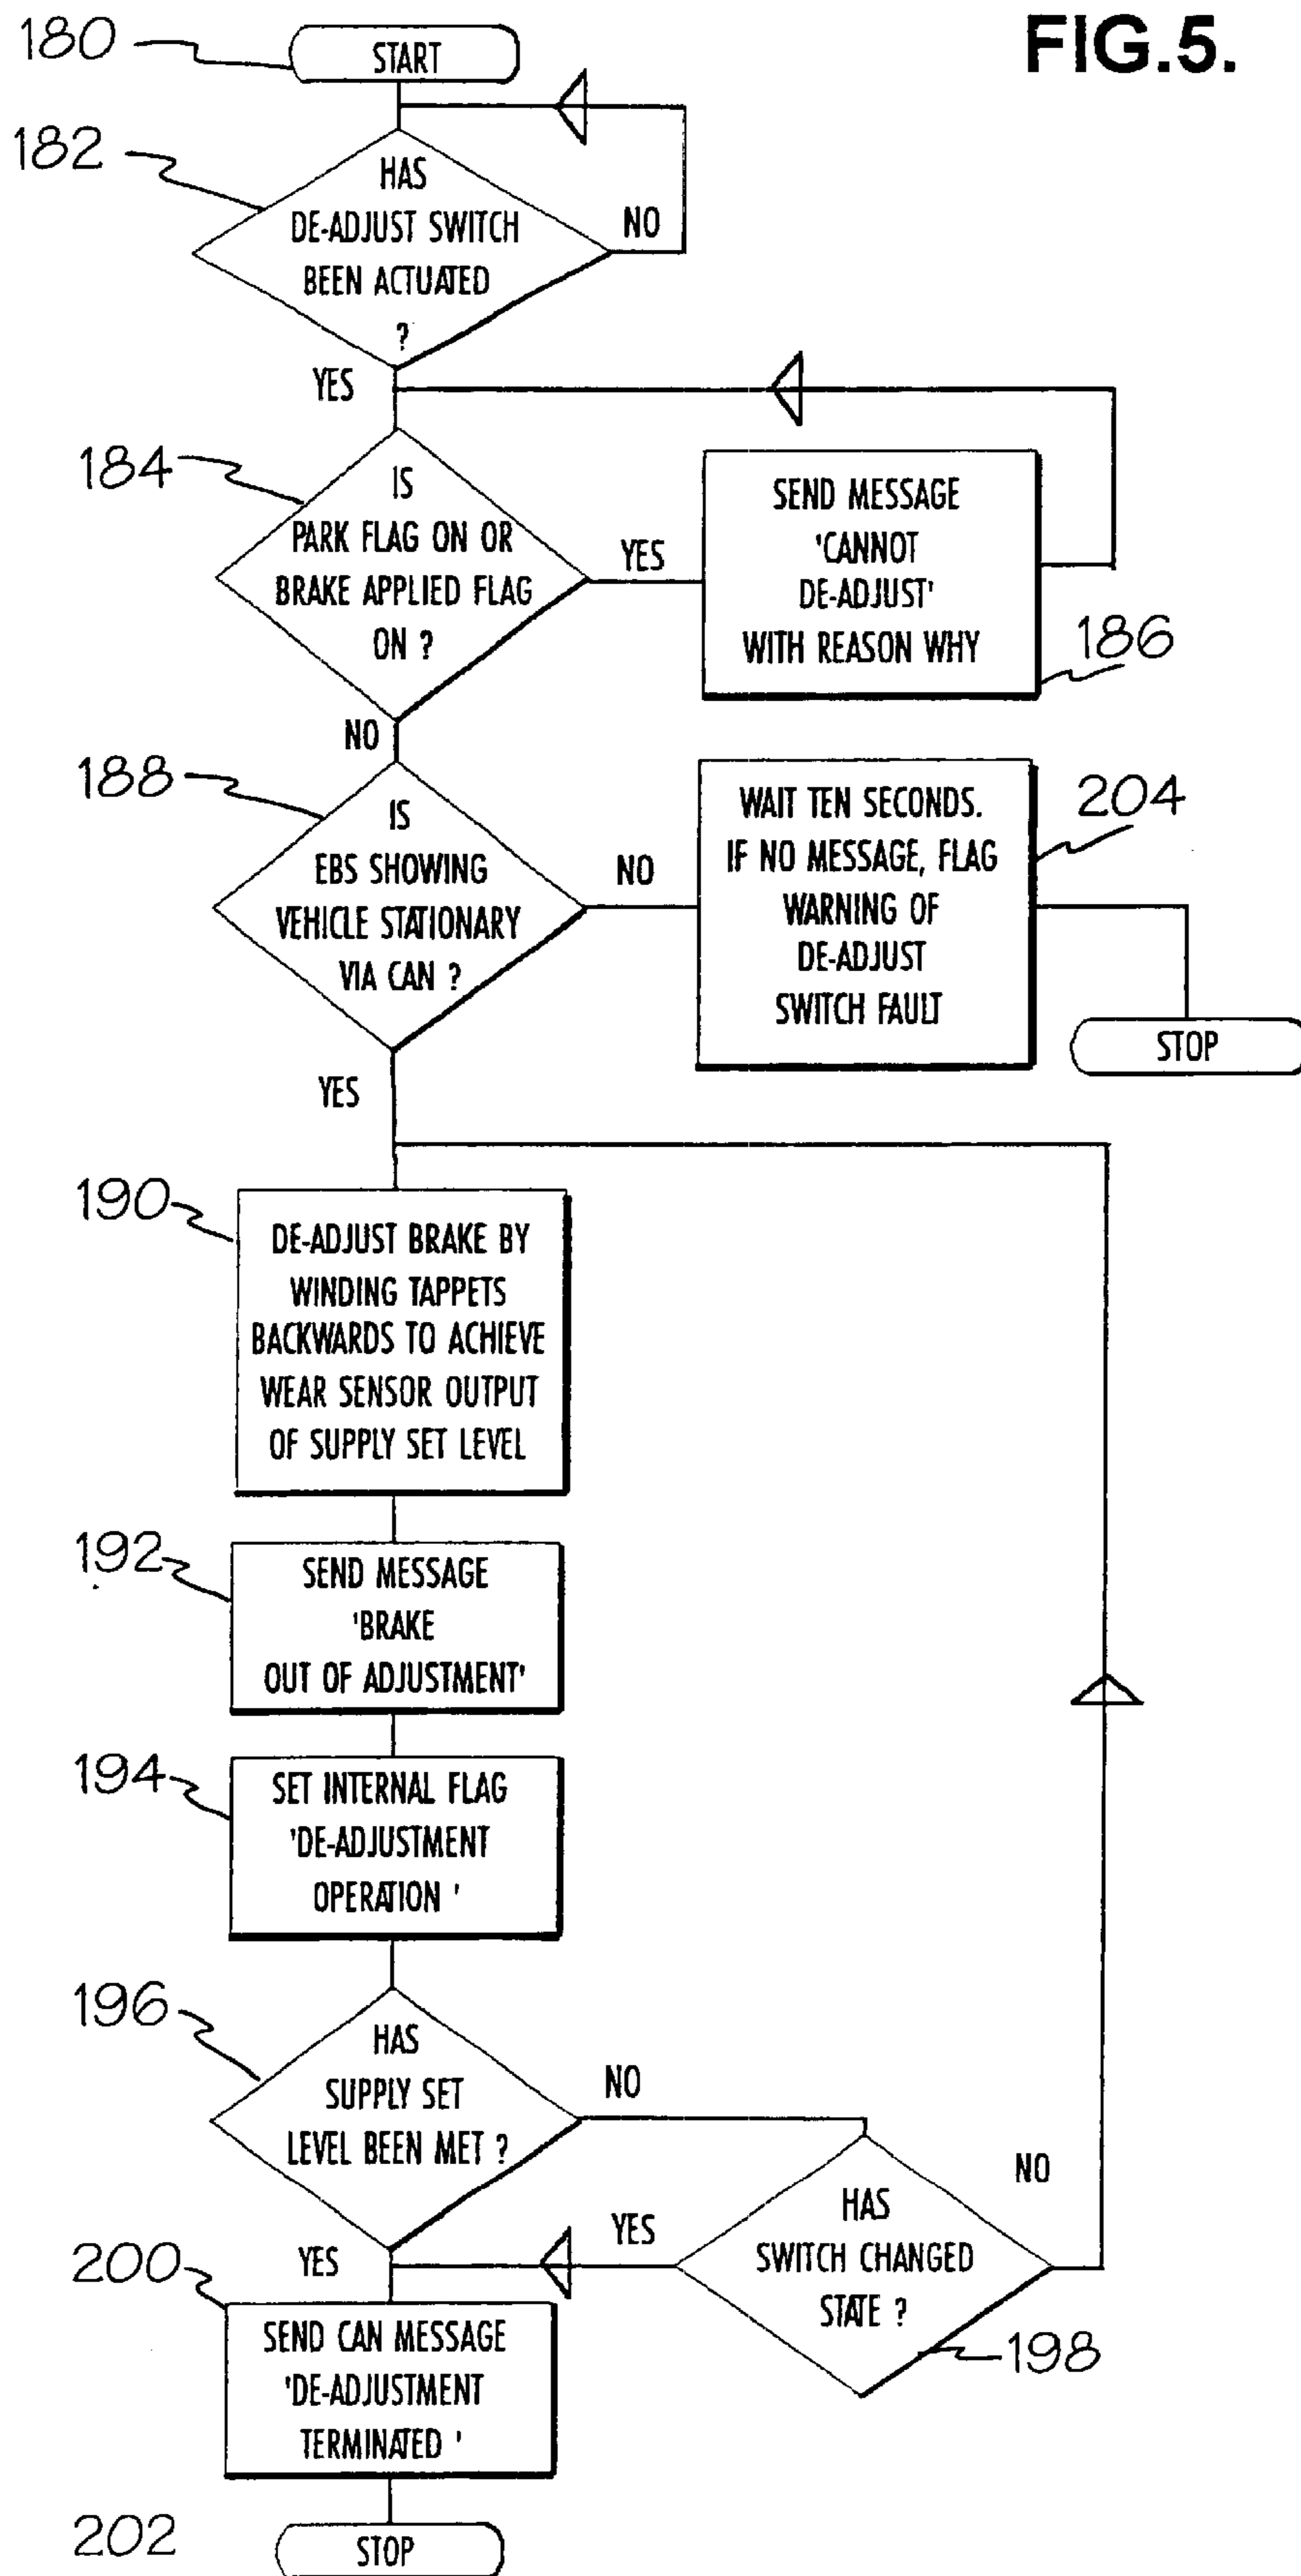 FIG.5.
180
START
182
HAS
DE-ADJUST SWITCH
BEEN ACTUATED
?
NO
YES
184
IS
PARK FLAG ON OR
BRAKE APPLIED FLAG
ON ?
YES
SEND MESSAGE
'CANNOT
DE-ADJUST'
WITH REASON WHY
186
NO
188
IS
EBS SHOWING
VEHICLE STATIONARY
VIA CAN ?
NO
WAIT TEN SECONDS.
IF NO MESSAGE, FLAG
WARNING OF
DE-ADJUST
SWITCH FAULT
204
STOP
YES
190
DE-ADJUST BRAKE BY
WINDING TAPPETS
BACKWARDS TO ACHIEVE
WEAR SENSOR OUTPUT
OF SUPPLY SET LEVEL
192
SEND MESSAGE
'BRAKE
OUT OF ADJUSTMENT'
194
SET INTERNAL FLAG
'DE-ADJUSTMENT
OPERATION '
196
HAS
SUPPLY SET
LEVEL BEEN MET ?
NO
HAS
SWITCH CHANGED
STATE ?
NO
YES
198
YES
200
SEND CAN MESSAGE
'DE-ADJUSTMENT
TERMINATED '
202
STOP